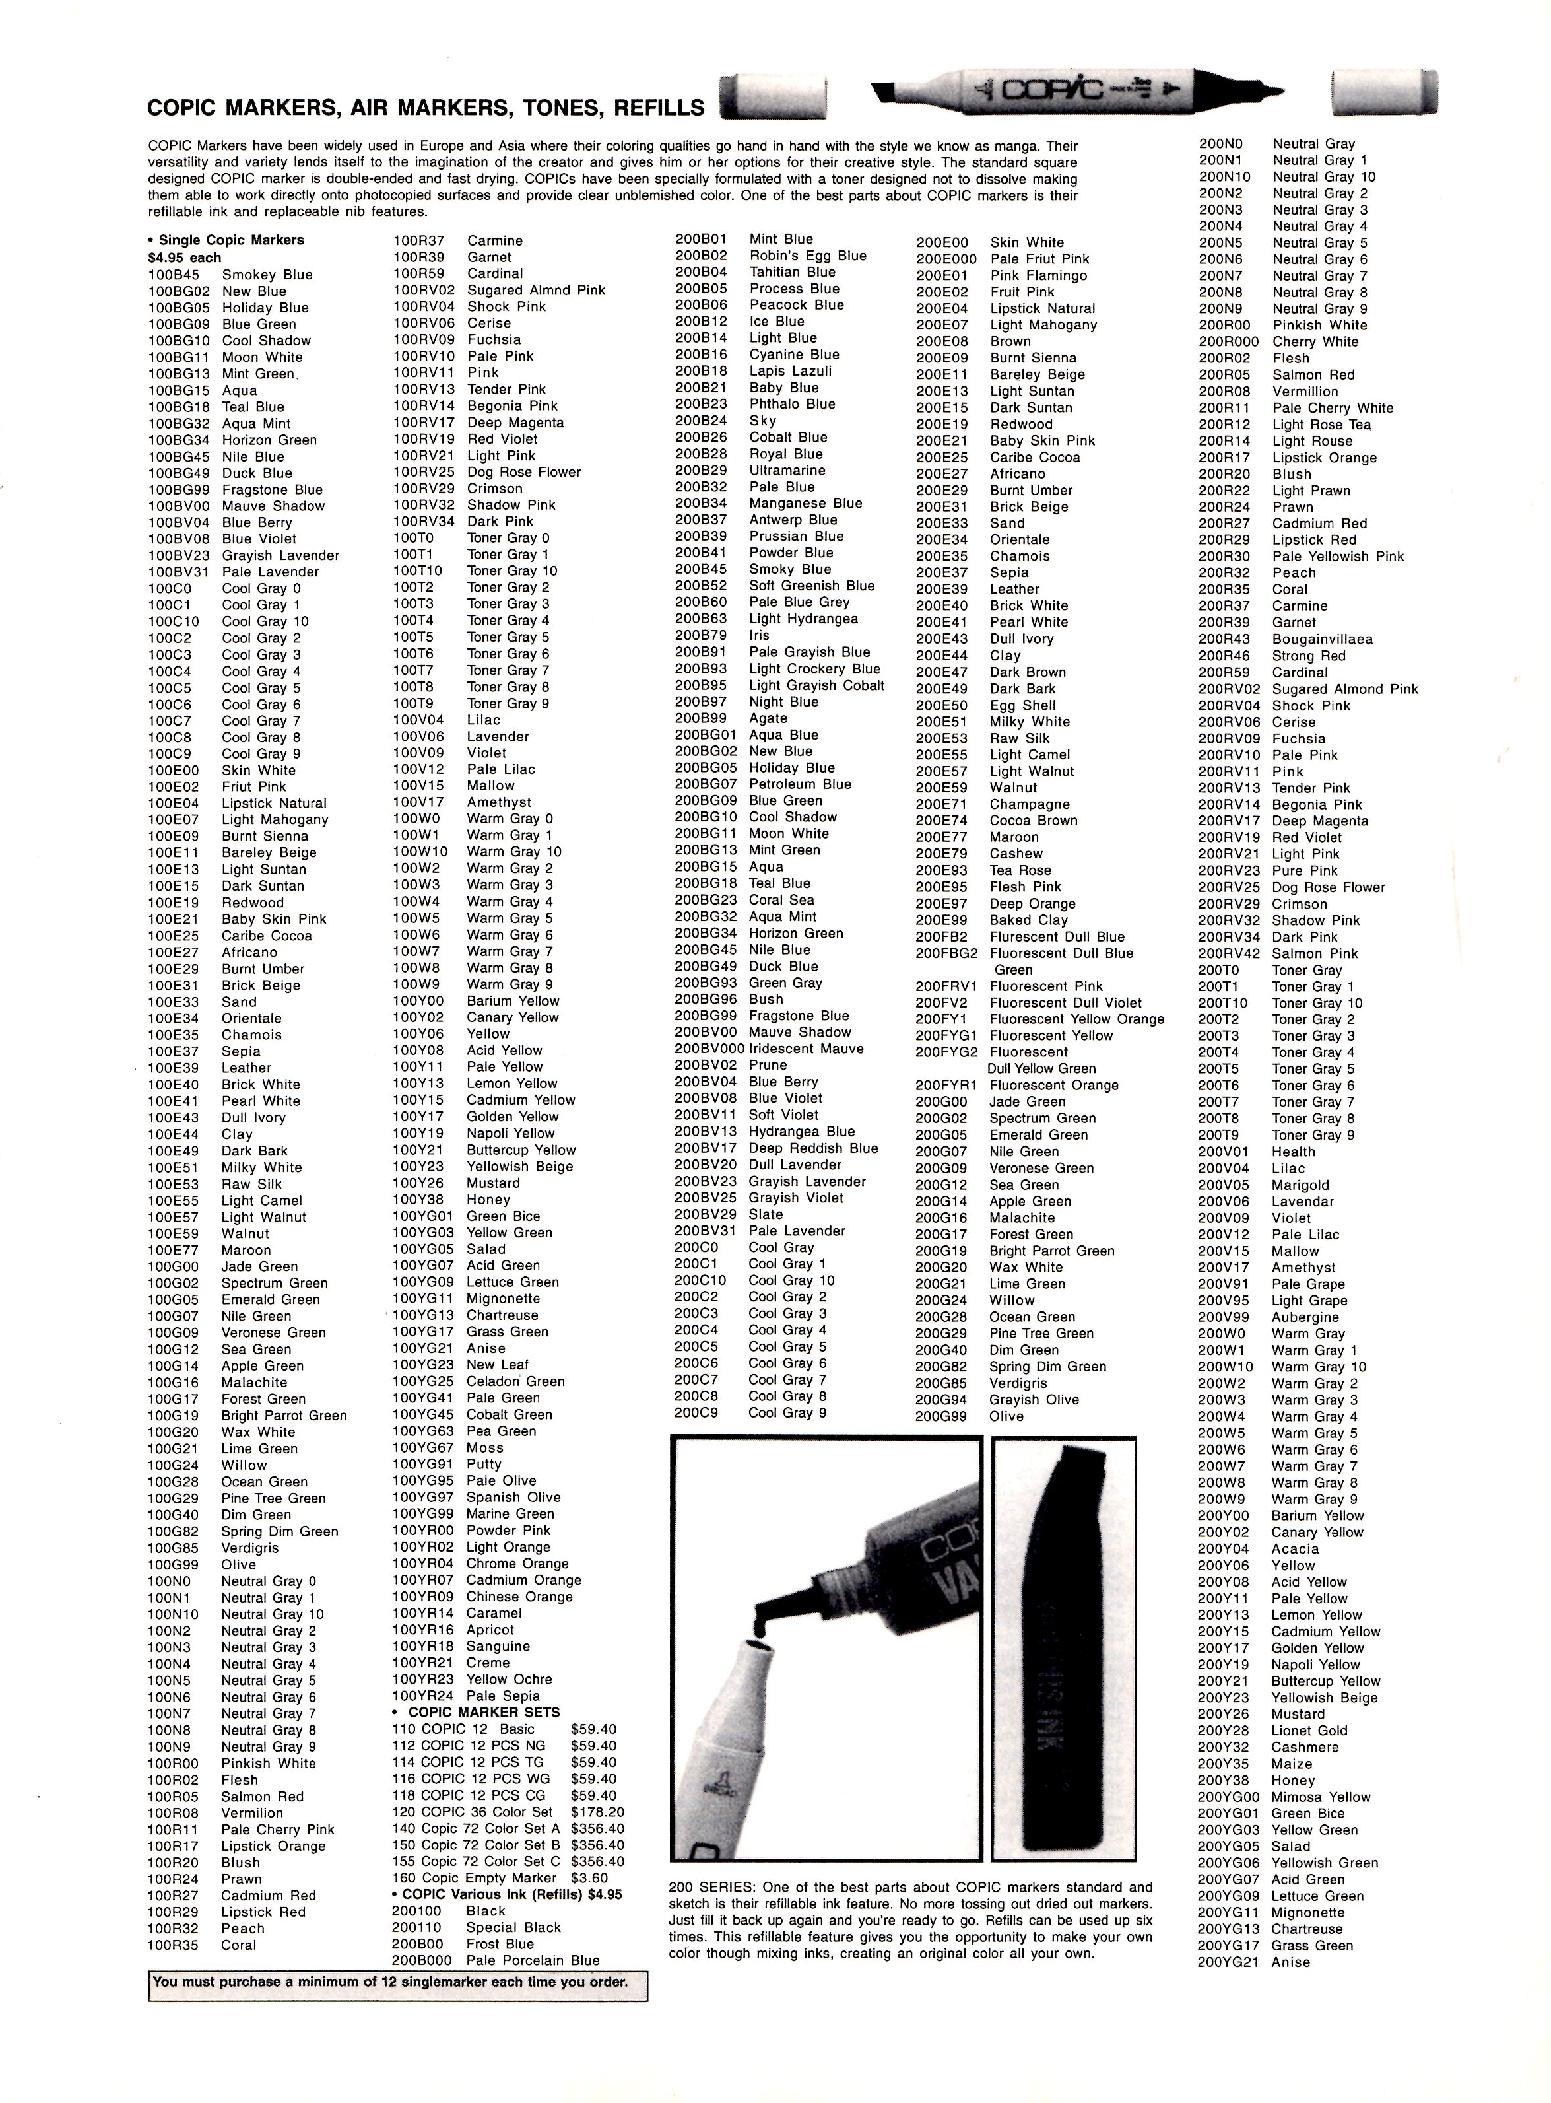 COPIC MARKERS, AIR MARKERS, TONES, REFILLS
COPIC
COPIC Markers have been widely used in Europe and Asia where their coloring qualities go hand in hand with the style we know as manga. Their
versatility and variety lends itself to the imagination of the creator and gives him or her options for their creative style. The standard square
designed COPIC marker is double-ended and fast drying. COPICs have been specially formulated with a toner designed not to dissolve making
them able to work directly onto photocopied surfaces and provide clear unblemished color. One of the best parts about COPIC markers is their
refillable ink and replaceable nib features.
• Single Copic Markers
$4.95 each
100B45 Smokey Blue
100BG02 New Blue
100BG05 Holiday Blue
100BG09 Blue Green
100BG10 Cool Shadow
100BG11 Moon White
100BG13 Mint Green
100BG15 Aqua
100BG18 Teal Blue
100BG32 Aqua Mint
100BG34 Horizon Green
100BG45 Nile Blue
100BG49 Duck Blue
100BG99 Fragstone Blue
100BV00 Mauve Shadow
100BV04 Blue Berry
100BV08 Blue Violet
100BV23 Grayish Lavender
100BV31 Pale Lavender
100C0 Cool Gray 0
100C1 Cool Gray 1
100C10 Cool Gray 10
100C2 Cool Gray 2
100C3 Cool Gray 3
100C4 Cool Gray 4
100C5 Cool Gray 5
100C6 Cool Gray 6
100C7 Cool Gray 7
100C8 Cool Gray 8
100C9 Cool Gray 9
100E00 Skin White
100E02 Friut Pink
100E04 Lipstick Natural
100E07 Light Mahogany
100E09 Burnt Sienna
100E11 Bareley Beige
100E13 Light Suntan
100E15 Dark Suntan
100E19 Redwood
100E21 Baby Skin Pink
100E25 Caribe Cocoa
100E27 Africano
100E29 Burnt Umber
100E31 Brick Beige
100E33 Sand
100E34 Orientale
100E35 Chamois
100E37 Sepia
100E39 Leather
100E40 Brick White
100E41 Pearl White
100E43 Dull Ivory
100E44 Clay
100E49 Dark Bark
100E51 Milky White
100E53 Raw Silk
100E55 Light Camel
100E57 Light Walnut
100E59 Walnut
100E77 Maroon
100G00 Jade Green
100G02 Spectrum Green
100G05 Emerald Green
100G07 Nile Green
100G09 Veronese Green
100G12 Sea Green
100G14 Apple Green
100G16 Malachite
100G17 Forest Green
100G19 Bright Parrot Green
100G20 Wax White
100G21 Lime Green
100G24 Willow
100G28 Ocean Green
100G29 Pine Tree Green
100G40 Dim Green
100G82 Spring Dim Green
100G85 Verdigris
100G99 Olive
100N0 Neutral Gray 0
100N1 Neutral Gray 1
100N10 Neutral Gray 10
100N2 Neutral Gray 2
100N3 Neutral Gray 3
100N4 Neutral Gray 4
100N5 Neutral Gray 5
100N6 Neutral Gray 6
100N7 Neutral Gray 7
100N8 Neutral Gray 8
100N9 Neutral Gray 9
100R00 Pinkish White
100R02 Flesh
100R05 Salmon Red
100R08 Vermilion
100R11 Pale Cherry Pink
100R17 Lipstick Orange
100R20 Blush
100R24 Prawn
100R27 Cadmium Red
100R29 Lipstick Red
100R32 Peach
100R35 Coral
100R37 Carmine
100R39 Garnet
100R59 Cardinal
100RV02 Sugared Almnd Pink
100RV04 Shock Pink
100RV06 Cerise
100RV09 Fuchsia
100RV10 Pale Pink
100RV11 Pink
100RV13 Tender Pink
100RV14 Begonia Pink
100RV17 Deep Magenta
100RV19 Red Violet
100RV21 Light Pink
100RV25 Dog Rose Flower
100RV29 Crimson
100RV32 Shadow Pink
100RV34 Dark Pink
100T0 Toner Gray 0
100T1 Toner Gray 1
100T10 Toner Gray 10
100T2 Toner Gray 2
100T3 Toner Gray 3
100T4 Toner Gray 4
100T5 Toner Gray 5
100T6 Toner Gray 6
100T7 Toner Gray 7
100T8 Toner Gray 8
100T9 Toner Gray 9
100V04 Lilac
100V06 Lavender
100V09 Violet
100V12 Pale Lilac
100V15 Mallow
100V17 Amethyst
100W0 Warm Gray 0
100W1 Warm Gray 1
100W10 Warm Gray 10
100W2 Warm Gray 2
100W3 Warm Gray 3
100W4 Warm Gray 4
100W5 Warm Gray 5
100W6 Warm Gray 6
100W7 Warm Gray 7
100W8 Warm Gray 8
100W9 Warm Gray 9
100Y00 Barium Yellow
100Y02 Canary Yellow
100Y06 Yellow
100Y08 Acid Yellow
100Y11 Pale Yellow
100Y13 Lemon Yellow
100Y15 Cadmium Yellow
100Y17 Golden Yellow
100Y19 Napoli Yellow
100Y21 Buttercup Yellow
100Y23 Yellowish Beige
100Y26 Mustard
100Y38 Honey
100YG01 Green Bice
100YG03 Yellow Green
100YG05 Salad
100YG07 Acid Green
100YG09 Lettuce Green
100YG11 Mignonette
100YG13 Chartreuse
100YG17 Grass Green
100YG21 Anise
100YG23 New Leaf
100YG25 Celadon Green
100YG41 Pale Green
100YG45 Cobalt Green
100YG63 Pea Green
100YG67 Moss
100YG91 Putty
100YG95 Pale Olive
100YG97 Spanish Olive
100YG99 Marine Green
100YR00 Powder Pink
100YR02 Light Orange
100YR04 Chrome Orange
100YR07 Cadmium Orange
100YR09 Chinese Orange
100YR14 Caramel
100YR16 Apricot
100YR18 Sanguine
100YR21 Creme
100YR23 Yellow Ochre
100YR24 Pale Sepia
• COPIC MARKER SETS
110 COPIC 12 Basic $59.40
112 COPIC 12 PCS NG $59.40
114 COPIC 12 PCS TG $59.40
116 COPIC 12 PCS WG $59.40
118 COPIC 12 PCS CG $59.40
120 COPIC 36 Color Set $178.20
140 Copic 72 Color Set A $356.40
150 Copic 72 Color Set B $356.40
155 Copic 72 Color Set C $356.40
160 Copic Empty Marker $3.60
• COPIC Various Ink (Refills) $4.95
200100 Black
200110 Special Black
200B00 Frost Blue
200B000 Pale Porcelain Blue
You must purchase a minimum of 12 singlemarker each time you order.
200B01 Mint Blue
200B02 Robin's Egg Blue
200B04 Tahitian Blue
200B05 Process Blue
200B06 Peacock Blue
200B12 Ice Blue
200B14 Light Blue
200B16 Cyanine Blue
200B18 Lapis Lazuli
200B21 Baby Blue
200B23 Phthalo Blue
200B24 Sky
200B26 Cobalt Blue
200B28 Royal Blue
200B29 Ultramarine
200B32 Pale Blue
200B34 Manganese Blue
200B37 Antwerp Blue
200B39 Prussian Blue
200B41 Powder Blue
200B45 Smoky Blue
200B52 Soft Greenish Blue
200B60 Pale Blue Grey
200B63 Light Hydrangea
200B79 Iris
200B91 Pale Grayish Blue
200B93 Light Crockery Blue
200B95 Light Grayish Cobalt
200B97 Night Blue
200B99 Agate
200BG01 Aqua Blue
200BG02 New Blue
200BG05 Holiday Blue
200BG07 Petroleum Blue
200BG09 Blue Green
200BG10 Cool Shadow
200BG11 Moon White
200BG13 Mint Green
200BG15 Aqua
200BG18 Teal Blue
200BG23 Coral Sea
200BG32 Aqua Mint
200BG34 Horizon Green
200BG45 Nile Blue
200BG49 Duck Blue
200BG93 Green Gray
200BG96 Bush
200BG99 Fragstone Blue
200BV00 Mauve Shadow
200BV000 Iridescent Mauve
200BV02 Prune
200BV04 Blue Berry
200BV08 Blue Violet
200BV11 Soft Violet
200BV13 Hydrangea Blue
200BV17 Deep Reddish Blue
200BV20 Dull Lavender
200BV23 Grayish Lavender
200BV25 Grayish Violet
200BV29 Slate
200BV31 Pale Lavender
200C0 Cool Gray
200C1 Cool Gray 1
200C10 Cool Gray 10
200C2 Cool Gray 2
200C3 Cool Gray 3
200C4 Cool Gray 4
200C5 Cool Gray 5
200C6 Cool Gray 6
200C7 Cool Gray 7
200C8 Cool Gray 8
200C9 Cool Gray 9
200E00 Skin White
200E000 Pale Friut Pink
200E01 Pink Flamingo
200E02 Fruit Pink
200E04 Lipstick Natural
200E07 Light Mahogany
200E08 Brown
200E09 Burnt Sienna
200E11 Bareley Beige
200E13 Light Suntan
200E15 Dark Suntan
200E19 Redwood
200E21 Baby Skin Pink
200E25 Caribe Cocoa
200E27 Africano
200E29 Burnt Umber
200E31 Brick Beige
200E33 Sand
200E34 Orientale
200E35 Chamois
200E37 Sepia
200E39 Leather
200E40 Brick White
200E41 Pearl White
200E43 Dull Ivory
200E44 Clay
200E47 Dark Brown
200E49 Dark Bark
200E50 Egg Shell
200E51 Milky White
200E53 Raw Silk
200E55 Light Camel
200E57 Light Walnut
200E59 Walnut
200E71 Champagne
200E74 Cocoa Brown
200E77 Maroon
200E79 Cashew
200E93 Tea Rose
200E95 Flesh Pink
200E97 Deep Orange
200E99 Baked Clay
200FB2 Flurescent Dull Blue
200FBG2 Fluorescent Dull Blue
Green
200FRV1 Fluorescent Pink
200FV2 Fluorescent Dull Violet
200FY1 Fluorescent Yellow Orange
200FYG1 Fluorescent Yellow
200FYG2 Fluorescent
Dull Yellow Green
200FYR1 Fluorescent Orange
200G00 Jade Green
200G02 Spectrum Green
200G05 Emerald Green
200G07 Nile Green
200G09 Veronese Green
200G12 Sea Green
200G14 Apple Green
200G16 Malachite
200G17 Forest Green
200G19 Bright Parrot Green
200G20 Wax White
200G21 Lime Green
200G24 Willow
200G28 Ocean Green
200G29 Pine Tree Green
200G40 Dim Green
200G82 Spring Dim Green
200G85 Verdigris
200G94 Grayish Olive
200G99 Olive
COP
VA
200 SERIES: One of the best parts about COPIC markers standard and
sketch is their refillable ink feature. No more tossing out dried out markers.
Just fill it back up again and you're ready to go. Refills can be used up six
times. This refillable feature gives you the opportunity to make your own
color though mixing inks, creating an original color all your own.
200N0 Neutral Gray
200N1 Neutral Gray 1
200N10 Neutral Gray 10
200N2 Neutral Gray 2
200N3 Neutral Gray 3
200N4 Neutral Gray 4
200N5 Neutral Gray 5
200N6 Neutral Gray 6
200N7 Neutral Gray 7
200N8 Neutral Gray 8
200N9 Neutral Gray 9
200R00 Pinkish White
200R000 Cherry White
200R02 Flesh
200R05 Salmon Red
200R08 Vermillion
200R11 Pale Cherry White
200R12 Light Rose Tea
200R14 Light Rouse
200R17 Lipstick Orange
200R20 Blush
200R22 Light Prawn
200R24 Prawn
200R27 Cadmium Red
200R29 Lipstick Red
200R30 Pale Yellowish Pink
200R32 Peach
200R35 Coral
200R37 Carmine
200R39 Garnet
200R43 Bougainvillaea
200R46 Strong Red
200R59 Cardinal
200RV02 Sugared Almond Pink
200RV04 Shock Pink
200RV06 Cerise
200RV09 Fuchsia
200RV10 Pale Pink
200RV11 Pink
200RV13 Tender Pink
200RV14 Begonia Pink
200RV17 Deep Magenta
200RV19 Red Violet
200RV21 Light Pink
200RV23 Pure Pink
200RV25 Dog Rose Flower
200RV29 Crimson
200RV32 Shadow Pink
200RV34 Dark Pink
200RV42 Salmon Pink
200T0 Toner Gray
200T1 Toner Gray 1
200T10 Toner Gray 10
200T2 Toner Gray 2
200T3 Toner Gray 3
200T4 Toner Gray 4
200T5 Toner Gray 5
200T6 Toner Gray 6
200T7 Toner Gray 7
200T8 Toner Gray 8
200T9 Toner Gray 9
200V01 Health
200V04 Lilac
200V05 Marigold
200V06 Lavendar
200V09 Violet
200V12 Pale Lilac
200V15 Mallow
200V17 Amethyst
200V91 Pale Grape
200V95 Light Grape
200V99 Aubergine
200W0 Warm Gray
200W1 Warm Gray 1
200W10 Warm Gray 10
200W2 Warm Gray 2
200W3 Warm Gray 3
200W4 Warm Gray 4
200W5 Warm Gray 5
200W6 Warm Gray 6
200W7 Warm Gray 7
200W8 Warm Gray 8
200W9 Warm Gray 9
200Y00 Barium Yellow
200Y02 Canary Yellow
200Y04 Acacia
200Y06 Yellow
200Y08 Acid Yellow
200Y11 Pale Yellow
200Y13 Lemon Yellow
200Y15 Cadmium Yellow
200Y17 Golden Yellow
200Y19 Napoli Yellow
200Y21 Buttercup Yellow
200Y23 Yellowish Beige
200Y26 Mustard
200Y28 Lionet Gold
200Y32 Cashmere
200Y35 Maize
200Y38 Honey
200YG00 Mimosa Yellow
200YG01 Green Bice
200YG03 Yellow Green
200YG05 Salad
200YG06 Yellowish Green
200YG07 Acid Green
200YG09 Lettuce Green
200YG11 Mignonette
200YG13 Chartreuse
200YG17 Grass Green
200YG21 Anise